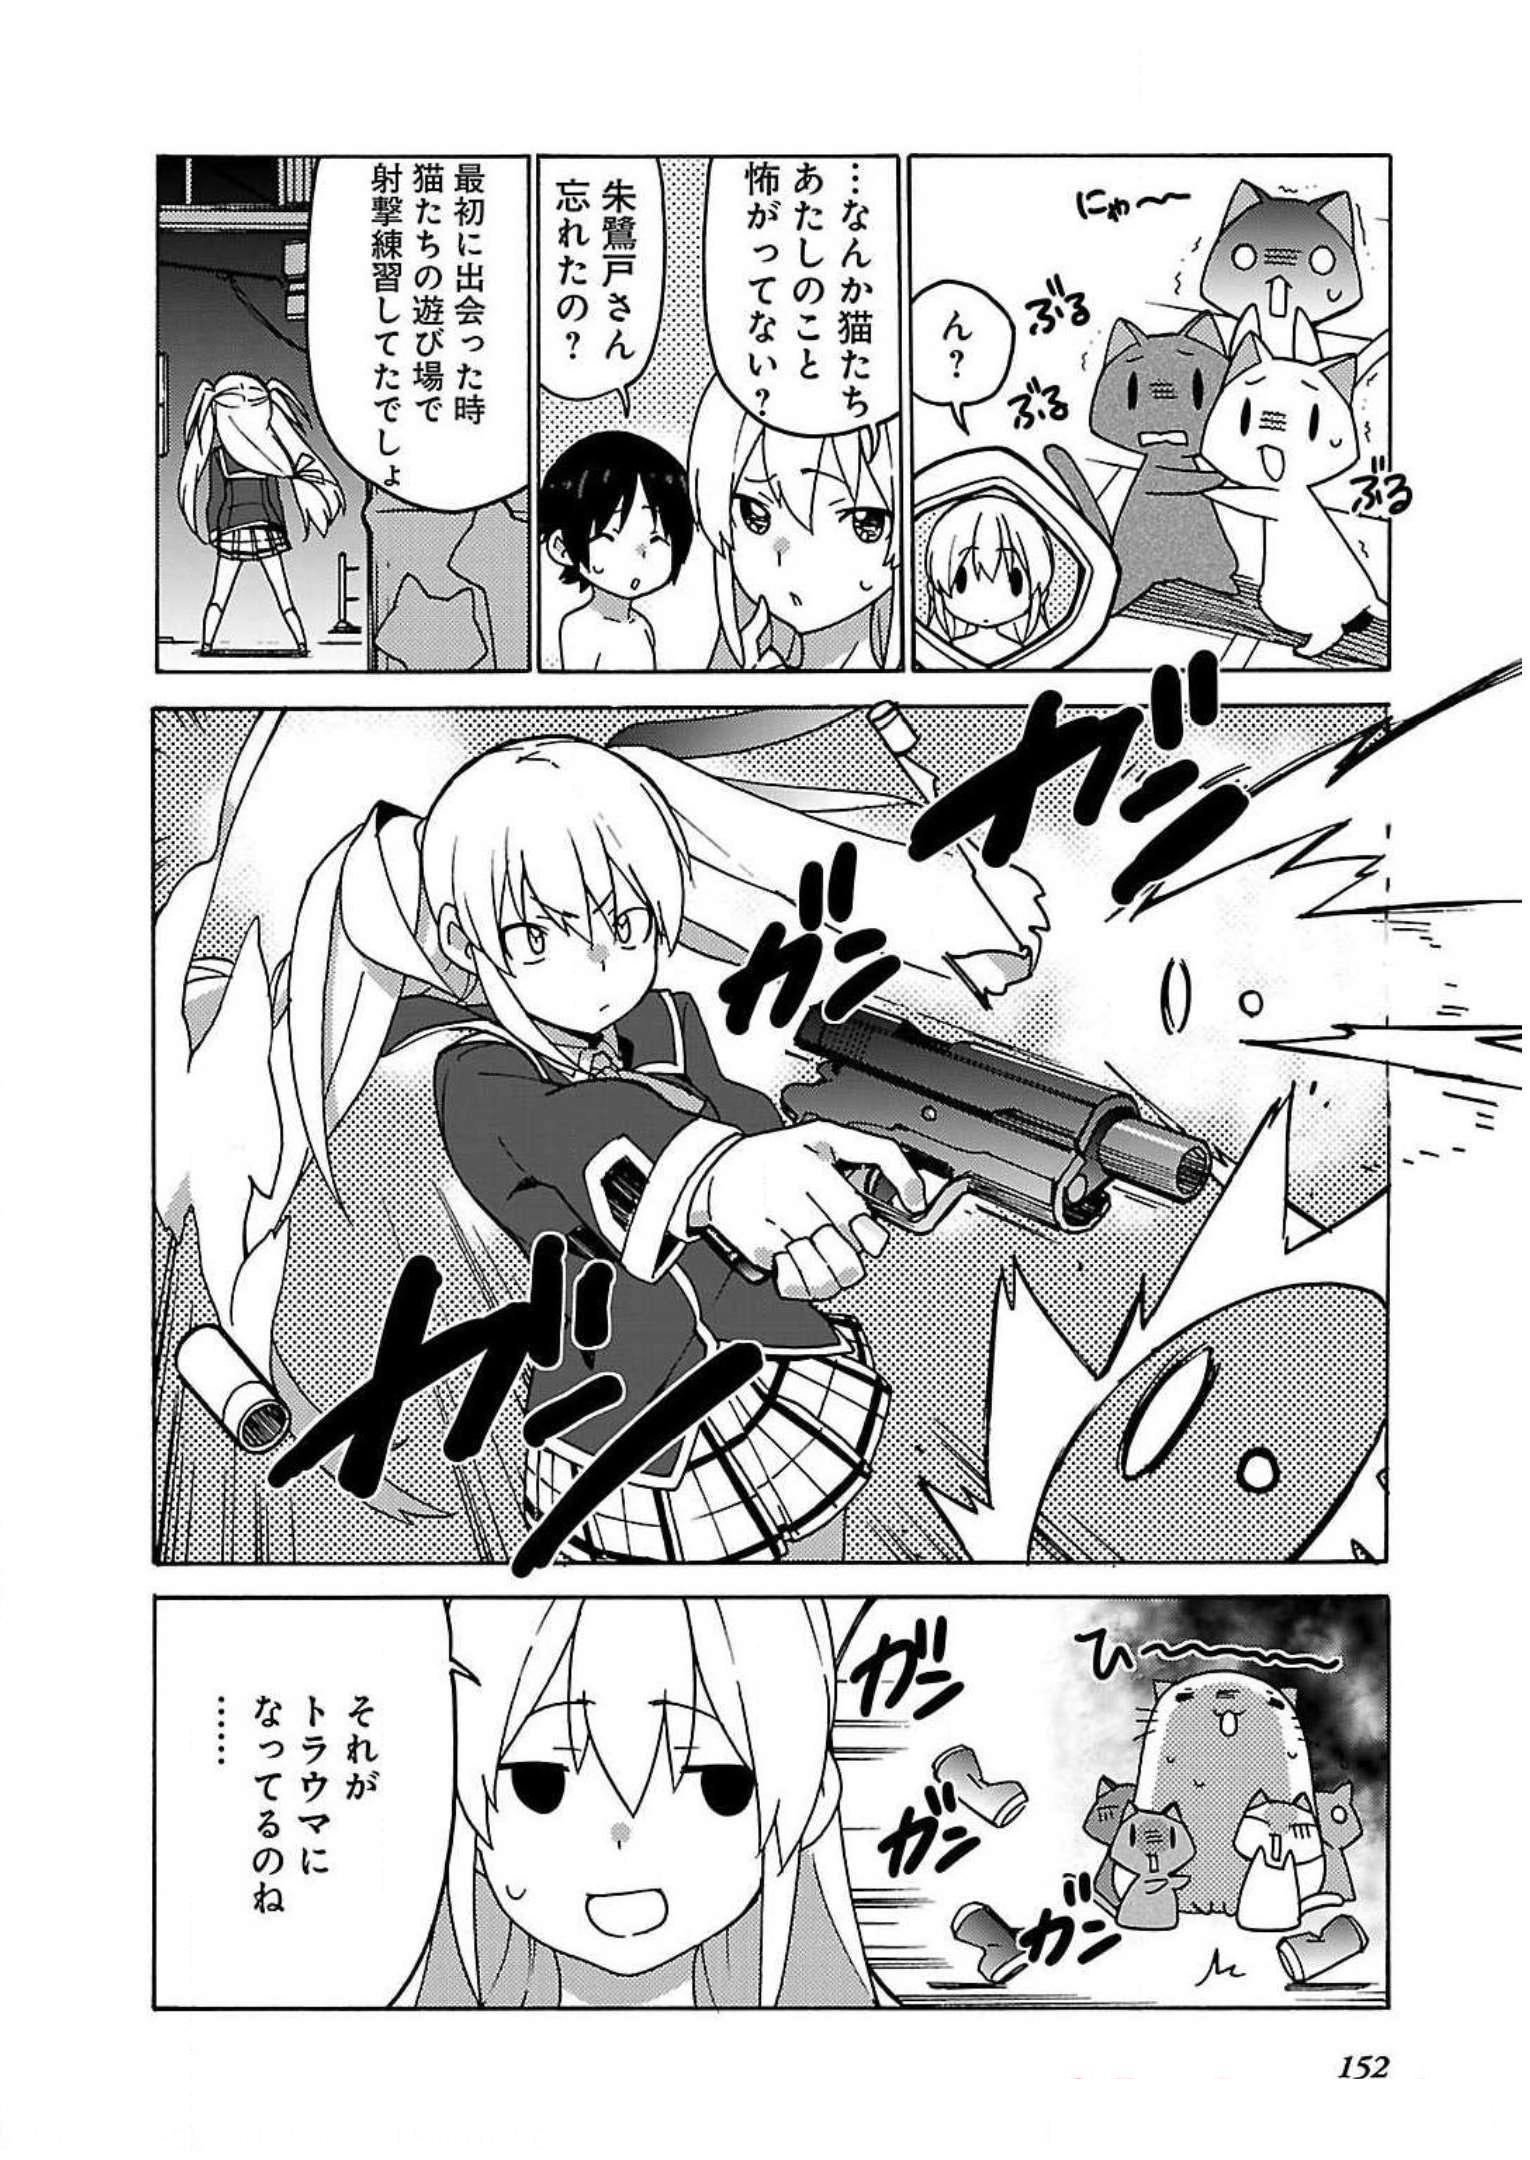 にゃ～～
ぶる
ぶる
ぶる
ん？
…なんか猫たち
あたしのこと
怖がってない？
朱鷺戸さん
忘れたの？
最初に出会った時
猫たちの遊び場で
射撃練習してたでしょ
ガン
ガン
ガン
ひ～～～～
ガン
ガン
ガン
それが
トラウマに
なってるのね
……
152